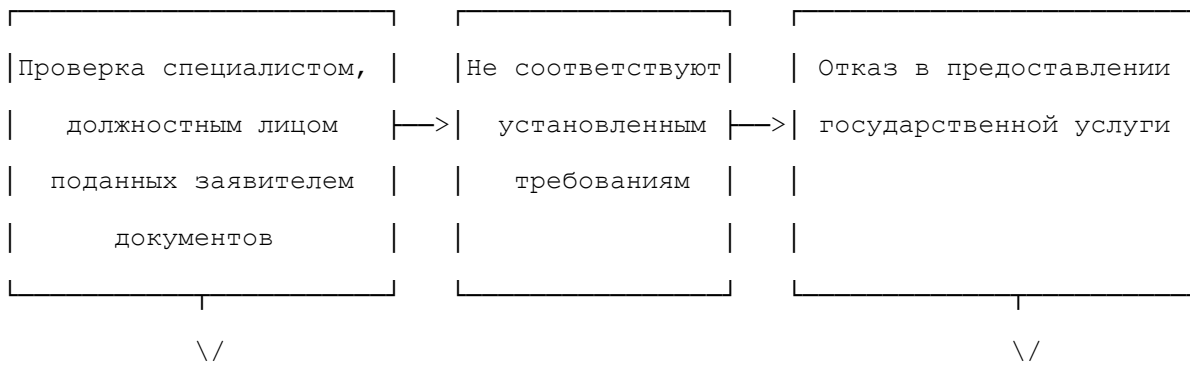 Проверка специалистом, Не соответствуют Отказ в предоставлении
должностным лицом установленным государственной услуги
поданных заявителем требованиям
документов